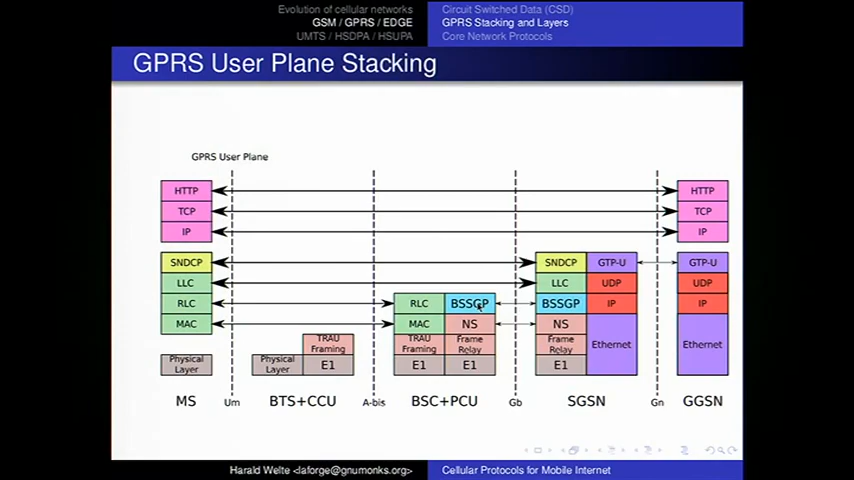 Evolution of cellular networks
GSM / GPRS / EDGE
UMTS / HSDPA / HSUPA
Circuit Switched Data (CSD)
GPRS Stacking and Layers
Core Network Protocols
GPRS User Plane Stacking
GPRS User Plane
HTTP HTTP
TCP TCP
IP IP
SNDCP SNDCP GTP-U GTP-U
LLC LLC UDP UDP
RLC RLC BSSGP BSSGP IP IP
MAC MAC NS NS
Physical Layer Physical Layer TRAU Framing TRAU Framing Frame Relay Frame Relay Ethernet Ethernet
E1 E1 E1 E1
MS Um BTS+CCU A-bis BSC+PCU Gb SGSN Gn GGSN
Harald Welte <laforge@gnumonks.org>
Cellular Protocols for Mobile Internet